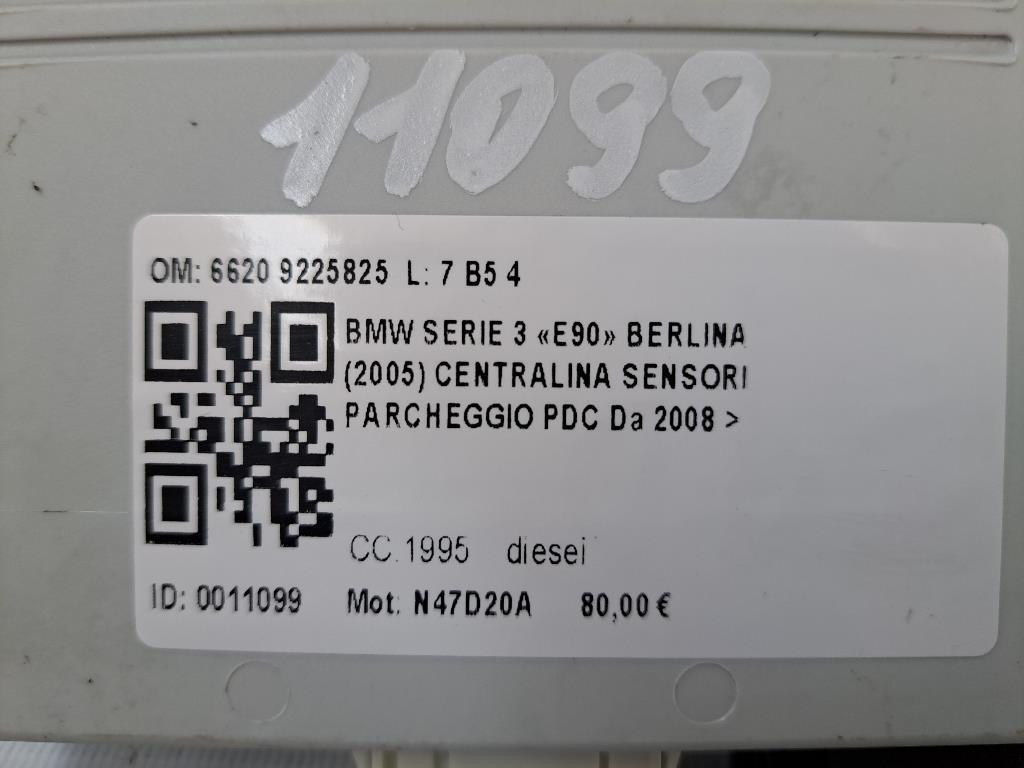 11099
OM: 6620 9225825 L: 7 B5 4
BMW SERIE 3 «E90» BERLINA
(2005) CENTRALINA SENSORI
PARCHEGGIO PDC Da 2008 >
CC.1995 diesel
ID: 0011099 Mot: N47D20A 80,00 €